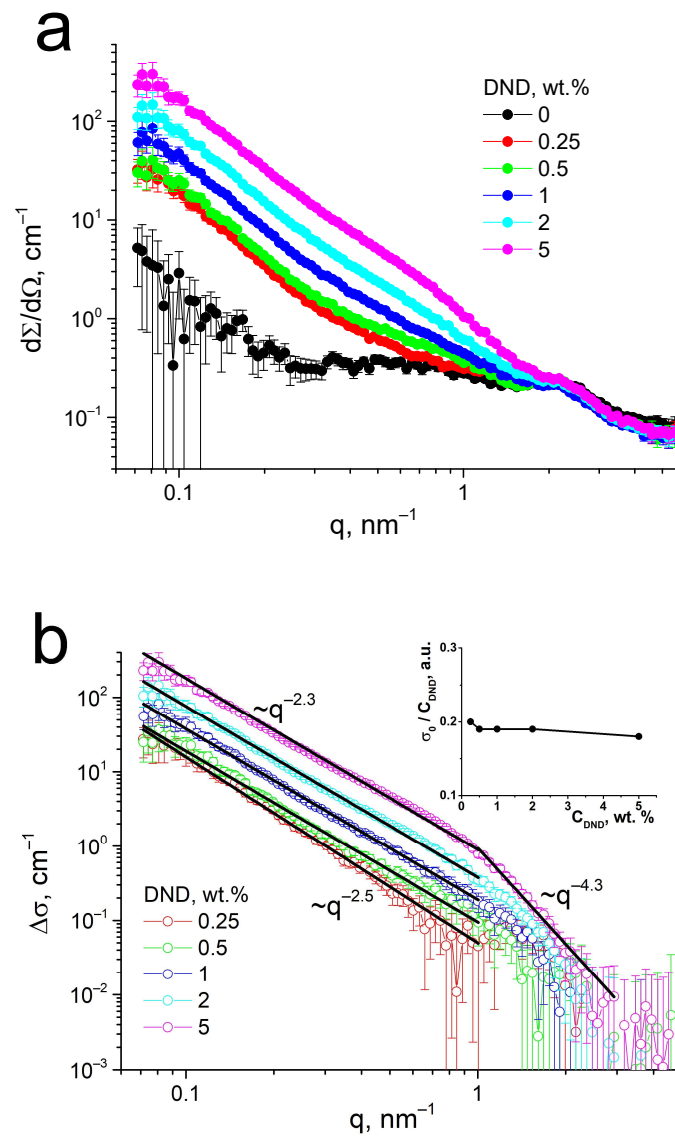 a
dΣ/dΩ, cm⁻¹
10²
10¹
10⁰
10⁻¹
0.1
1
q, nm⁻¹
DND, wt.%
0
0.25
0.5
1
2
5
b
Δσ, cm⁻¹
10²
10¹
10⁰
10⁻¹
10⁻²
10⁻³
0.1
1
q, nm⁻¹
~q⁻²·³
~q⁻²·⁵
~q⁻⁴·³
DND, wt.%
0.25
0.5
1
2
5
σ₀ / C_DND, a.u.
0.3
0.2
0.1
0 1 2 3 4 5
C_DND, wt. %